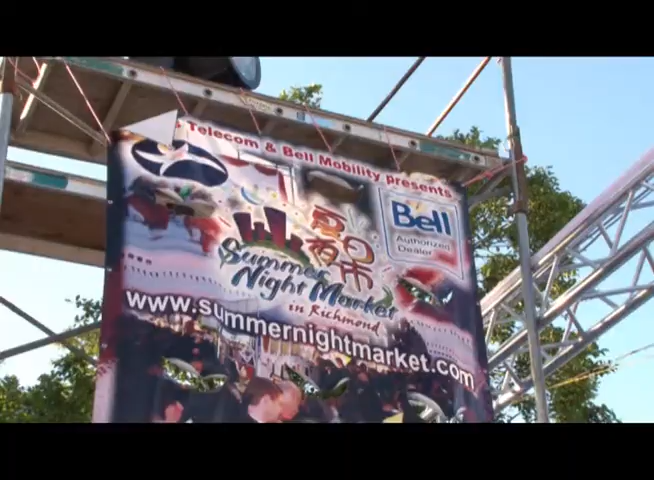 Telecom & Bell Mobility presents
Bell
Authorized
Dealer
夏日
夜市
Summer
Night Market
in Richmond
www.summernightmarket.com